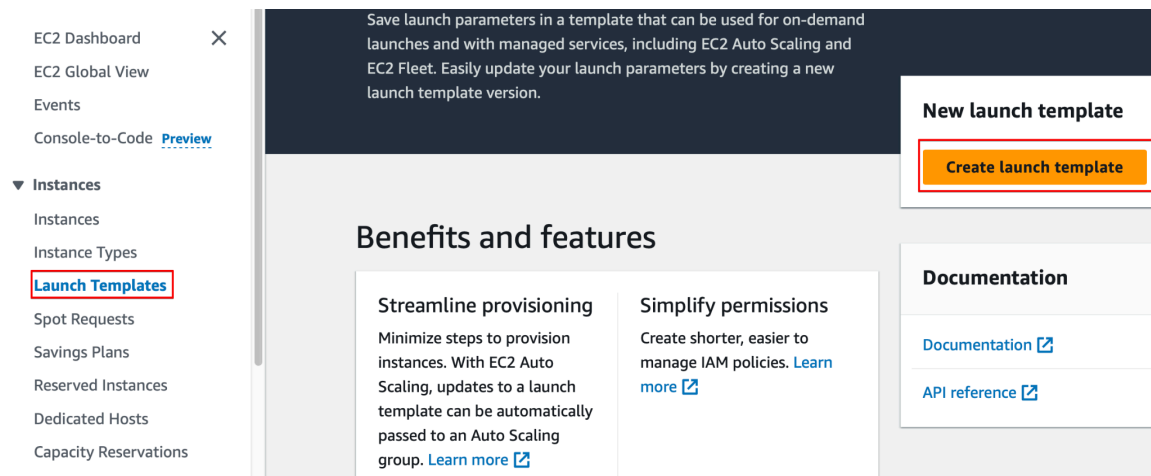 EC2 Dashboard
EC2 Global View
Events
Console-to-Code Preview
Instances
Instances
Instance Types
Launch Templates
Spot Requests
Savings Plans
Reserved Instances
Dedicated Hosts
Capacity Reservations
Save launch parameters in a template that can be used for on-demand
launches and with managed services, including EC2 Auto Scaling and
EC2 Fleet. Easily update your launch parameters by creating a new
launch template version.
New launch template
Create launch template
Benefits and features
Streamline provisioning
Minimize steps to provision
instances. With EC2 Auto
Scaling, updates to a launch
template can be automatically
passed to an Auto Scaling
group. Learn more
Simplify permissions
Create shorter, easier to
manage IAM policies. Learn
more
Documentation
Documentation
API reference